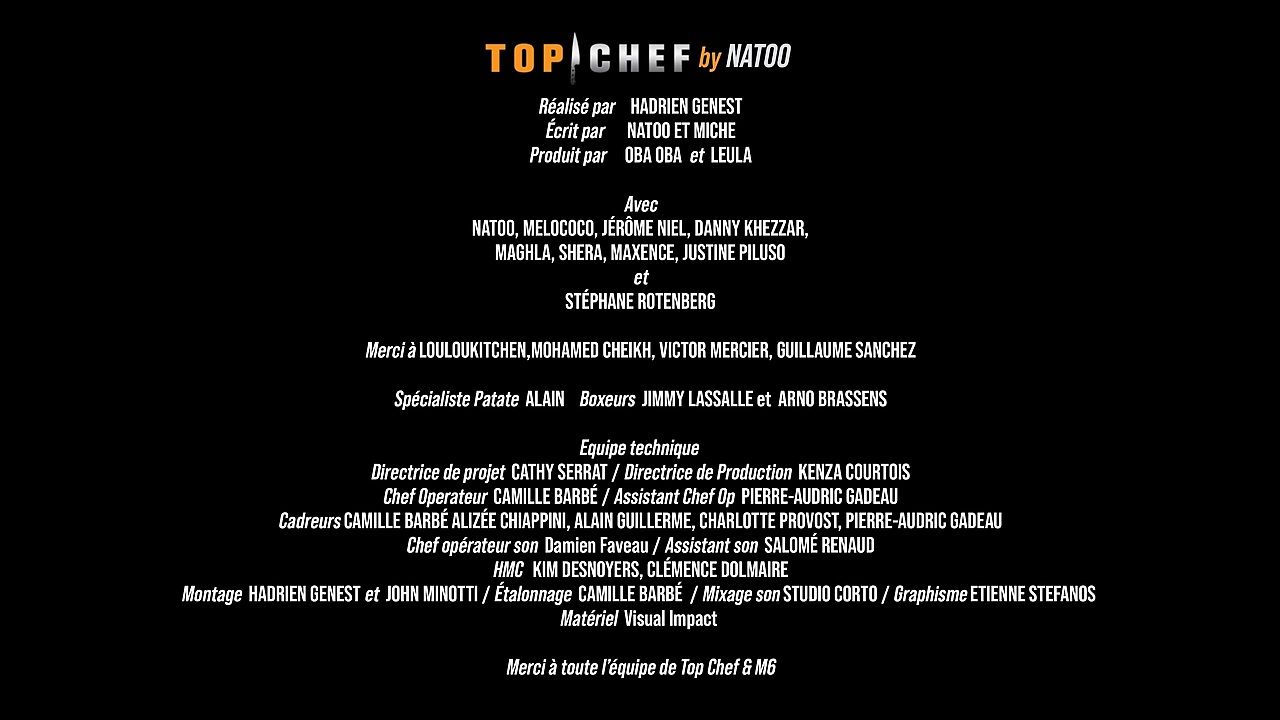 TOP CHEF by NATOO
Réalisé par HADRIEN GENEST
Écrit par NATOO ET MICHE
Produit par OBA OBA et LEULA
Avec
NATOO, MELOCOCO, JÉRÔME NIEL, DANNY KHEZZAR,
MAGHLA, SHERA, MAXENCE, JUSTINE PILUSO
et
STÉPHANE ROTENBERG
Merci à LOULOUKITCHEN,MOHAMED CHEIKH, VICTOR MERCIER, GUILLAUME SANCHEZ
Spécialiste Patate ALAIN Boxeurs JIMMY LASSALLE et ARNO BRASSENS
Equipe technique
Directrice de projet CATHY SERRAT / Directrice de Production KENZA COURTOIS
Chef Operateur CAMILLE BARBÉ / Assistant Chef Op PIERRE-AUDRIC GADEAU
Cadreurs CAMILLE BARBÉ ALIZÉE CHIAPPINI, ALAIN GUILLERME, CHARLOTTE PROVOST, PIERRE-AUDRIC GADEAU
Chef opérateur son Damien Faveau / Assistant son SALOMÉ RENAUD
HMC KIM DESNOYERS, CLÉMENCE DOLMAIRE
Montage HADRIEN GENEST et JOHN MINOTTI / Étalonnage CAMILLE BARBÉ / Mixage son STUDIO CORTO / Graphisme ETIENNE STEFANOS
Matériel Visual Impact
Merci à toute l'équipe de Top Chef & M6